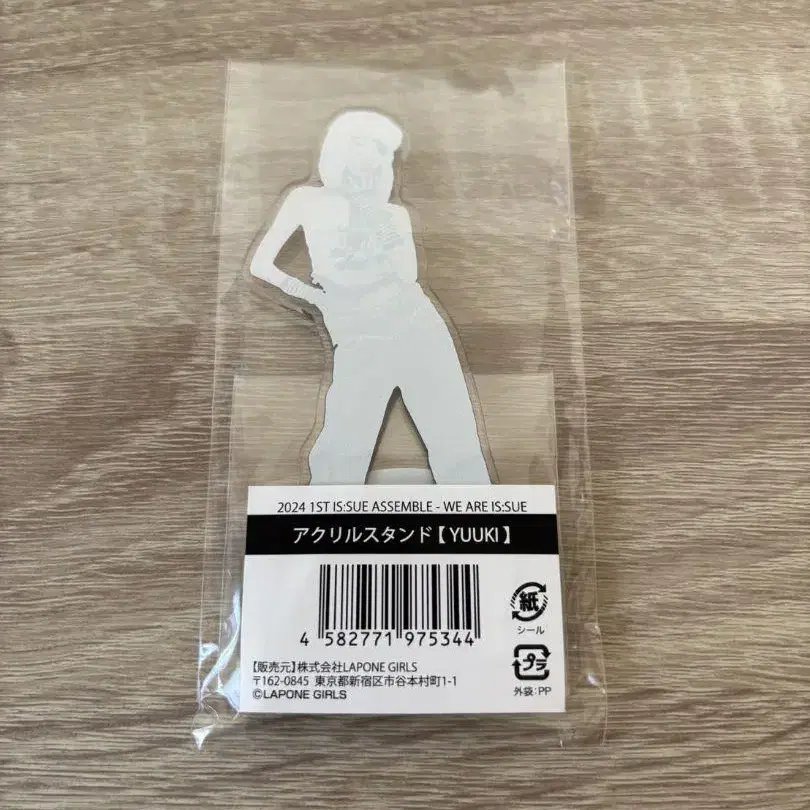 2024 1ST IS:SUE ASSEMBLE - WE ARE IS:SUE
アクリルスタンド【 YUUKI 】
4 582771 975344
紙
シール
プラ
外袋:PP
【販売元】株式会社LAPONE GIRLS
〒162-0845 東京都新宿区市谷本村町1-1
©LAPONE GIRLS